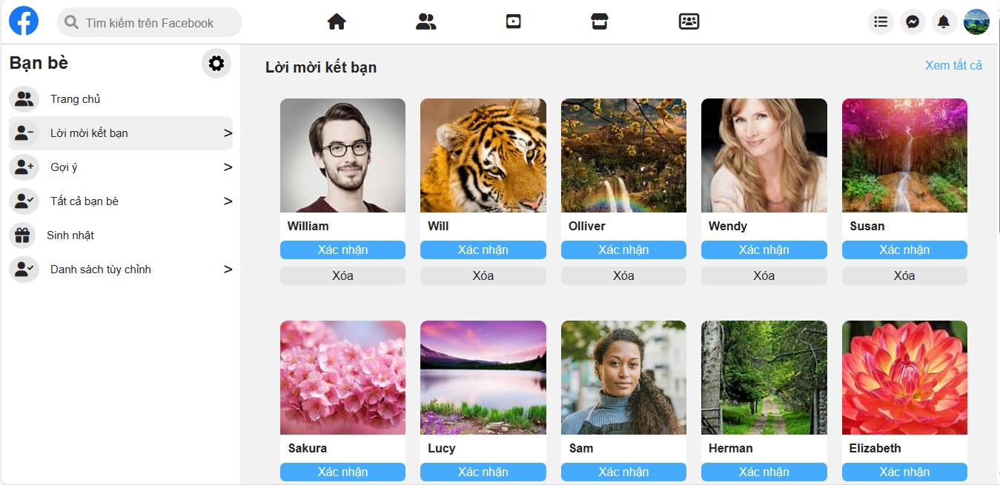 Tìm kiếm trên Facebook
Bạn bè
Trang chủ
Lời mời kết bạn >
Gợi ý >
Tất cả bạn bè >
Sinh nhật
Danh sách tùy chỉnh >
Lời mời kết bạn
Xem tất cả
William Will Olliver Wendy Susan
Xác nhận Xác nhận Xác nhận Xác nhận Xác nhận
Xóa Xóa Xóa Xóa Xóa
Sakura Lucy Sam Herman Elizabeth
Xác nhận Xác nhận Xác nhận Xác nhận Xác nhận